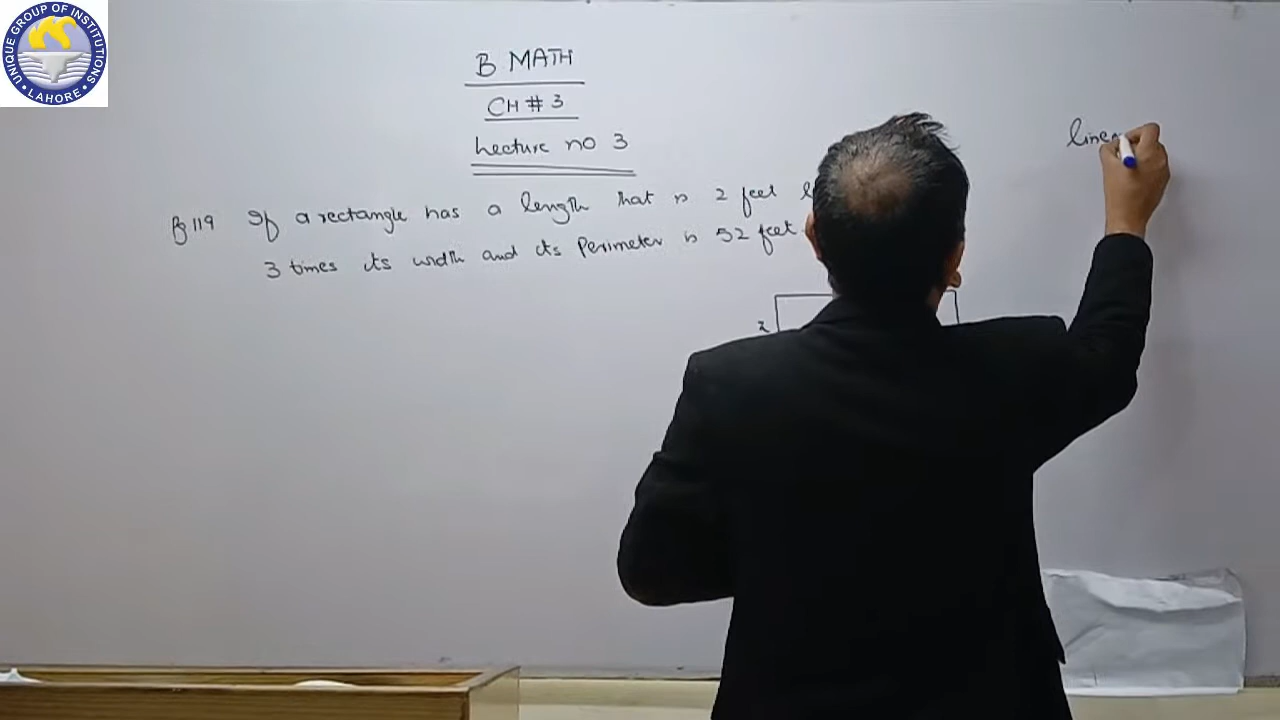 UNIQUE GROUP OF INSTITUTIONS
• LAHORE •
B MATH
CH # 3
Lecture no 3
Pg 119 If a rectangle has a length that is 2 feet
3 times its width and its Perimeter is 52 feet